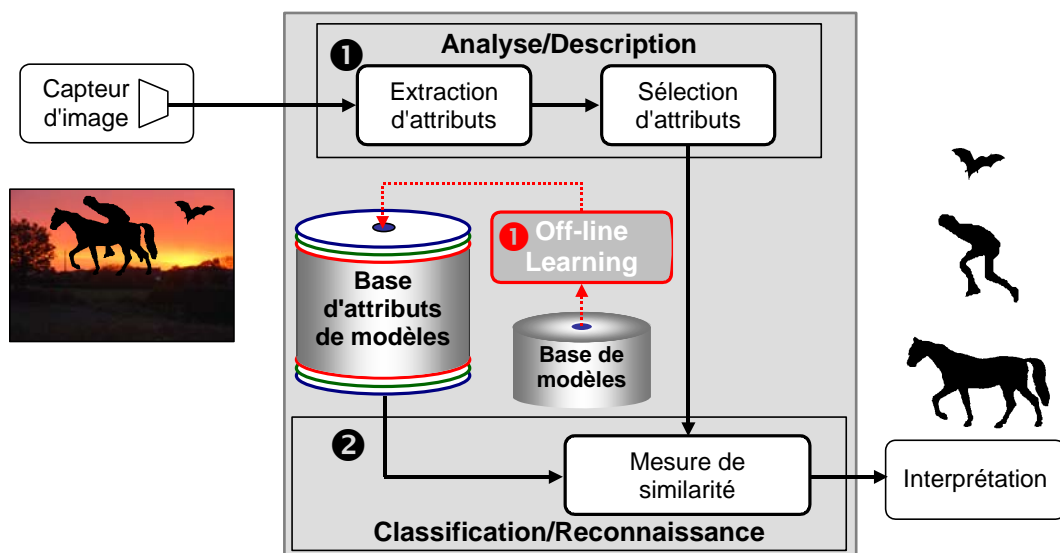 Analyse/Description
❶
Capteur
d'image
Extraction
d'attributs
Sélection
d'attributs
❶ Off-line
Learning
Base
d'attributs
de modèles
Base de
modèles
❷
Mesure de
similarité
Interprétation
Classification/Reconnaissance